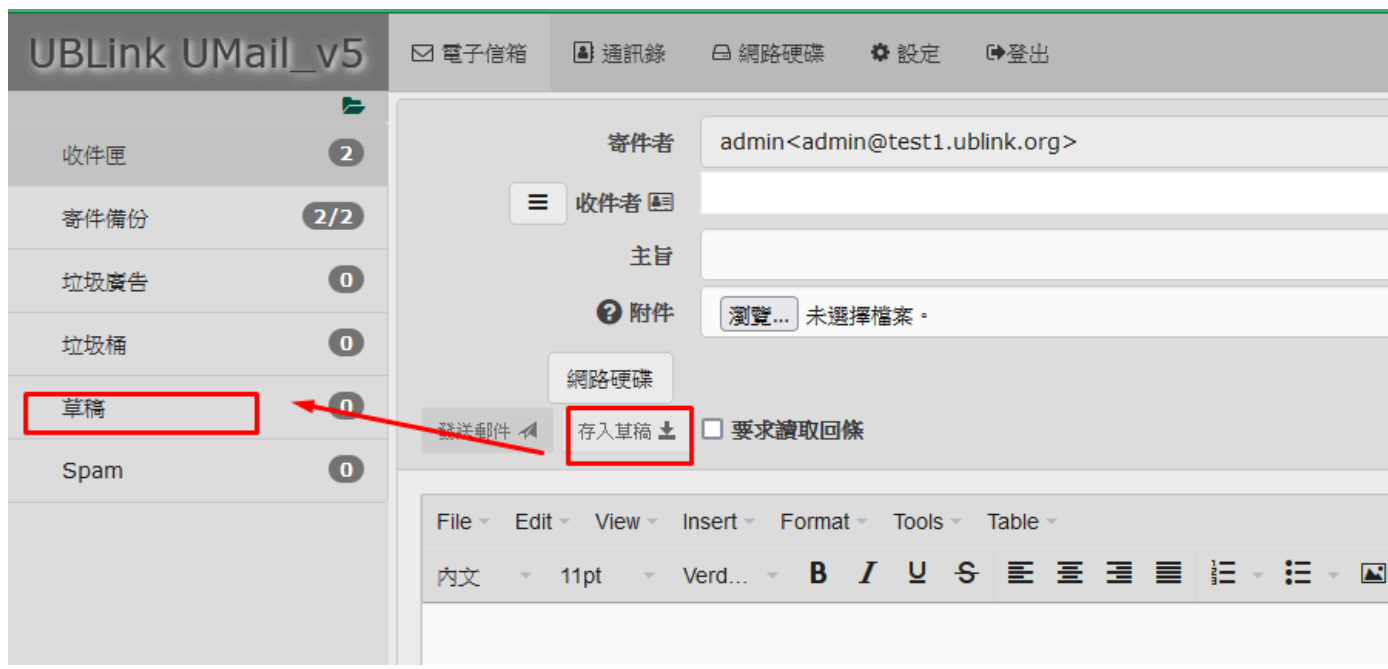 UBLink UMail_v5
電子信箱 通訊錄 網路硬碟 設定 登出
收件匣 2
寄件備份 2/2
垃圾廣告 0
垃圾桶 0
草稿 0
Spam 0
寄件者 admin<admin@test1.ublink.org>
收件者
主旨
附件 瀏覽... 未選擇檔案。
網路硬碟
發送郵件 存入草稿 要求讀取回條
File Edit View Insert Format Tools Table
內文 11pt Verd... B I U S